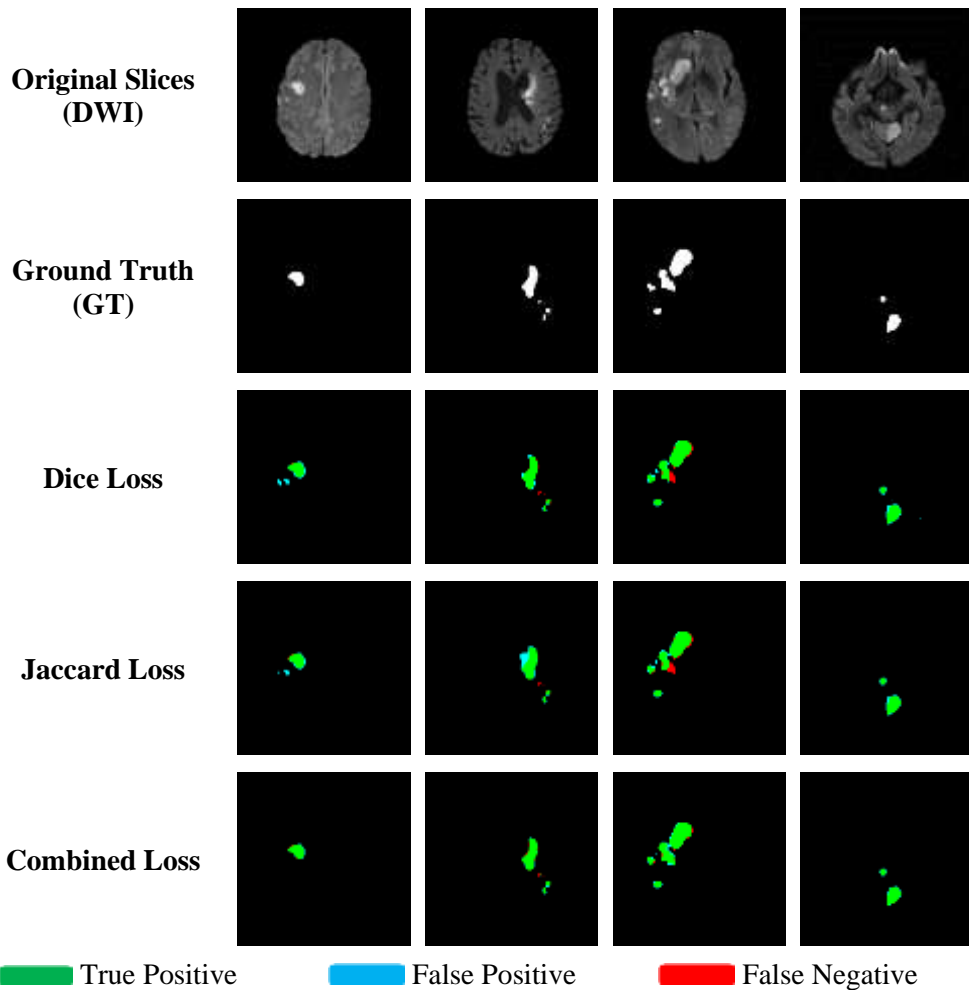 Original Slices
(DWI)
Ground Truth
(GT)
Dice Loss
Jaccard Loss
Combined Loss
True Positive
False Positive
False Negative